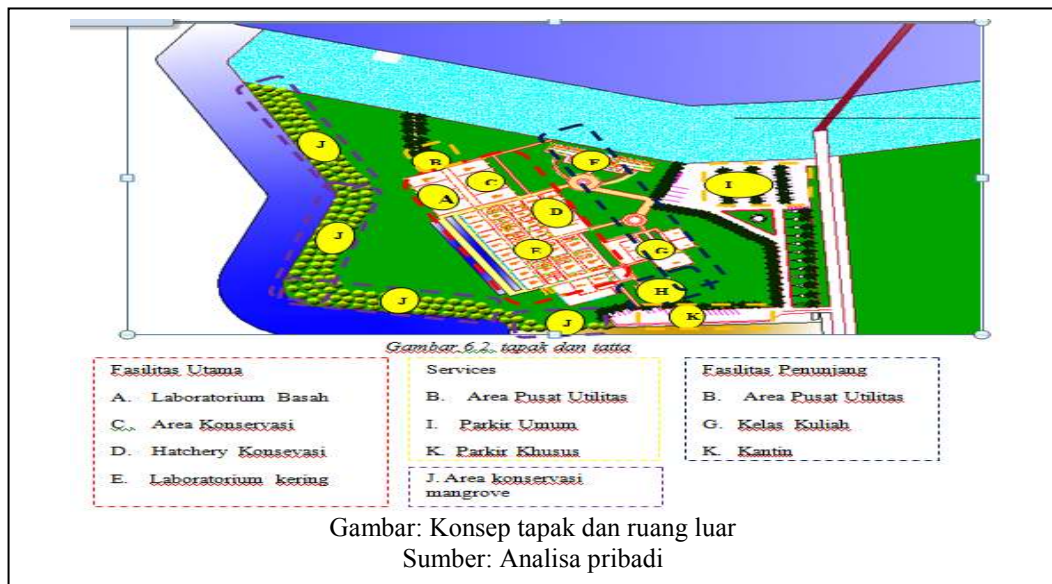 J
J
J
J
B
C
A
D
E
F
G
H
I
K
Gambar 6.2. tapak dan tatta
Fasilitas Utama
A. Laboratorium Basah
C. Area Konservasi
D. Hatchery Konsevasi
E. Laboratorium kering
Services
B. Area Pusat Utilitas
I. Parkir Umum
K. Parkir Khusus
J. Area konservasi
mangrove
Fasilitas Penunjang
B. Area Pusat Utilitas
G. Kelas Kuliah
K. Kantin
Gambar: Konsep tapak dan ruang luar
Sumber: Analisa pribadi